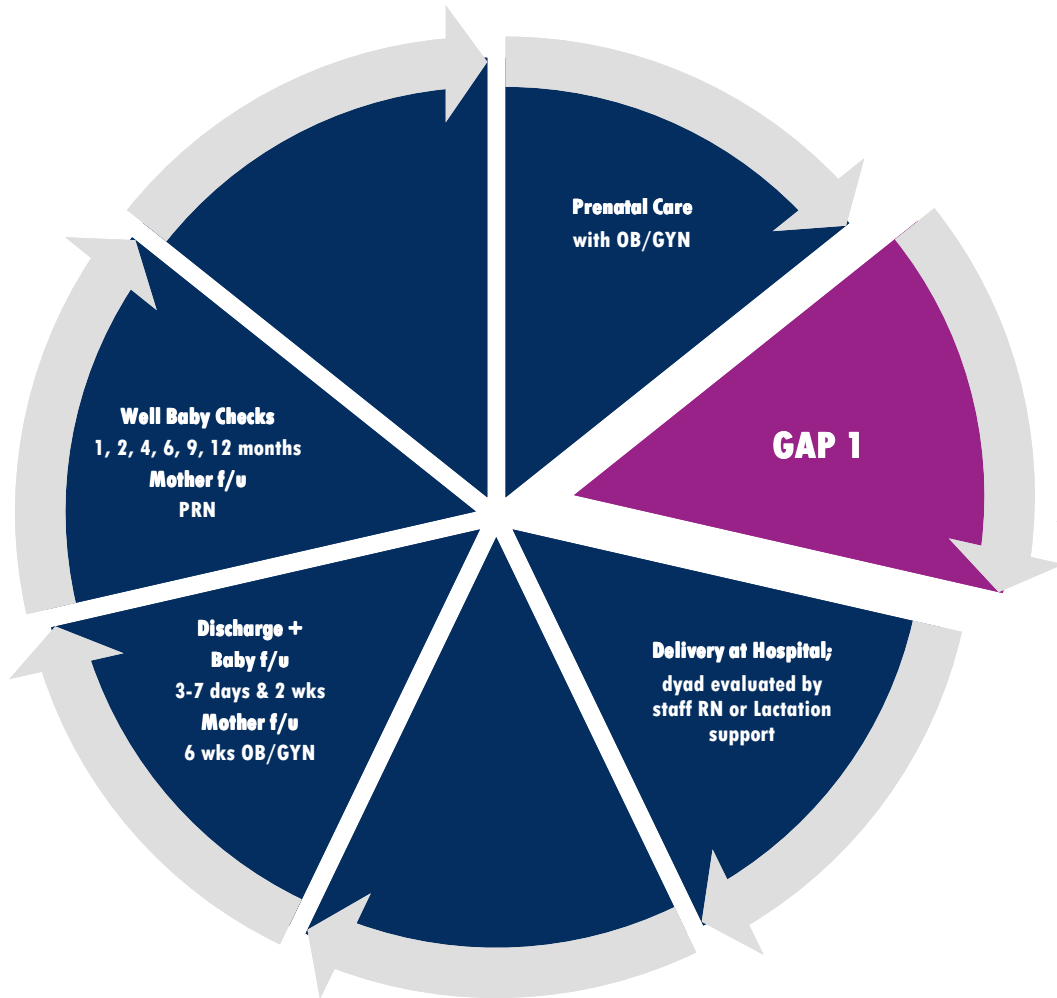 Prenatal Care
with OB/GYN
GAP 1
Delivery at Hospital;
dyad evaluated by
staff RN or Lactation
support
Discharge +
Baby f/u
3-7 days & 2 wks
Mother f/u
6 wks OB/GYN
Well Baby Checks
1, 2, 4, 6, 9, 12 months
Mother f/u
PRN